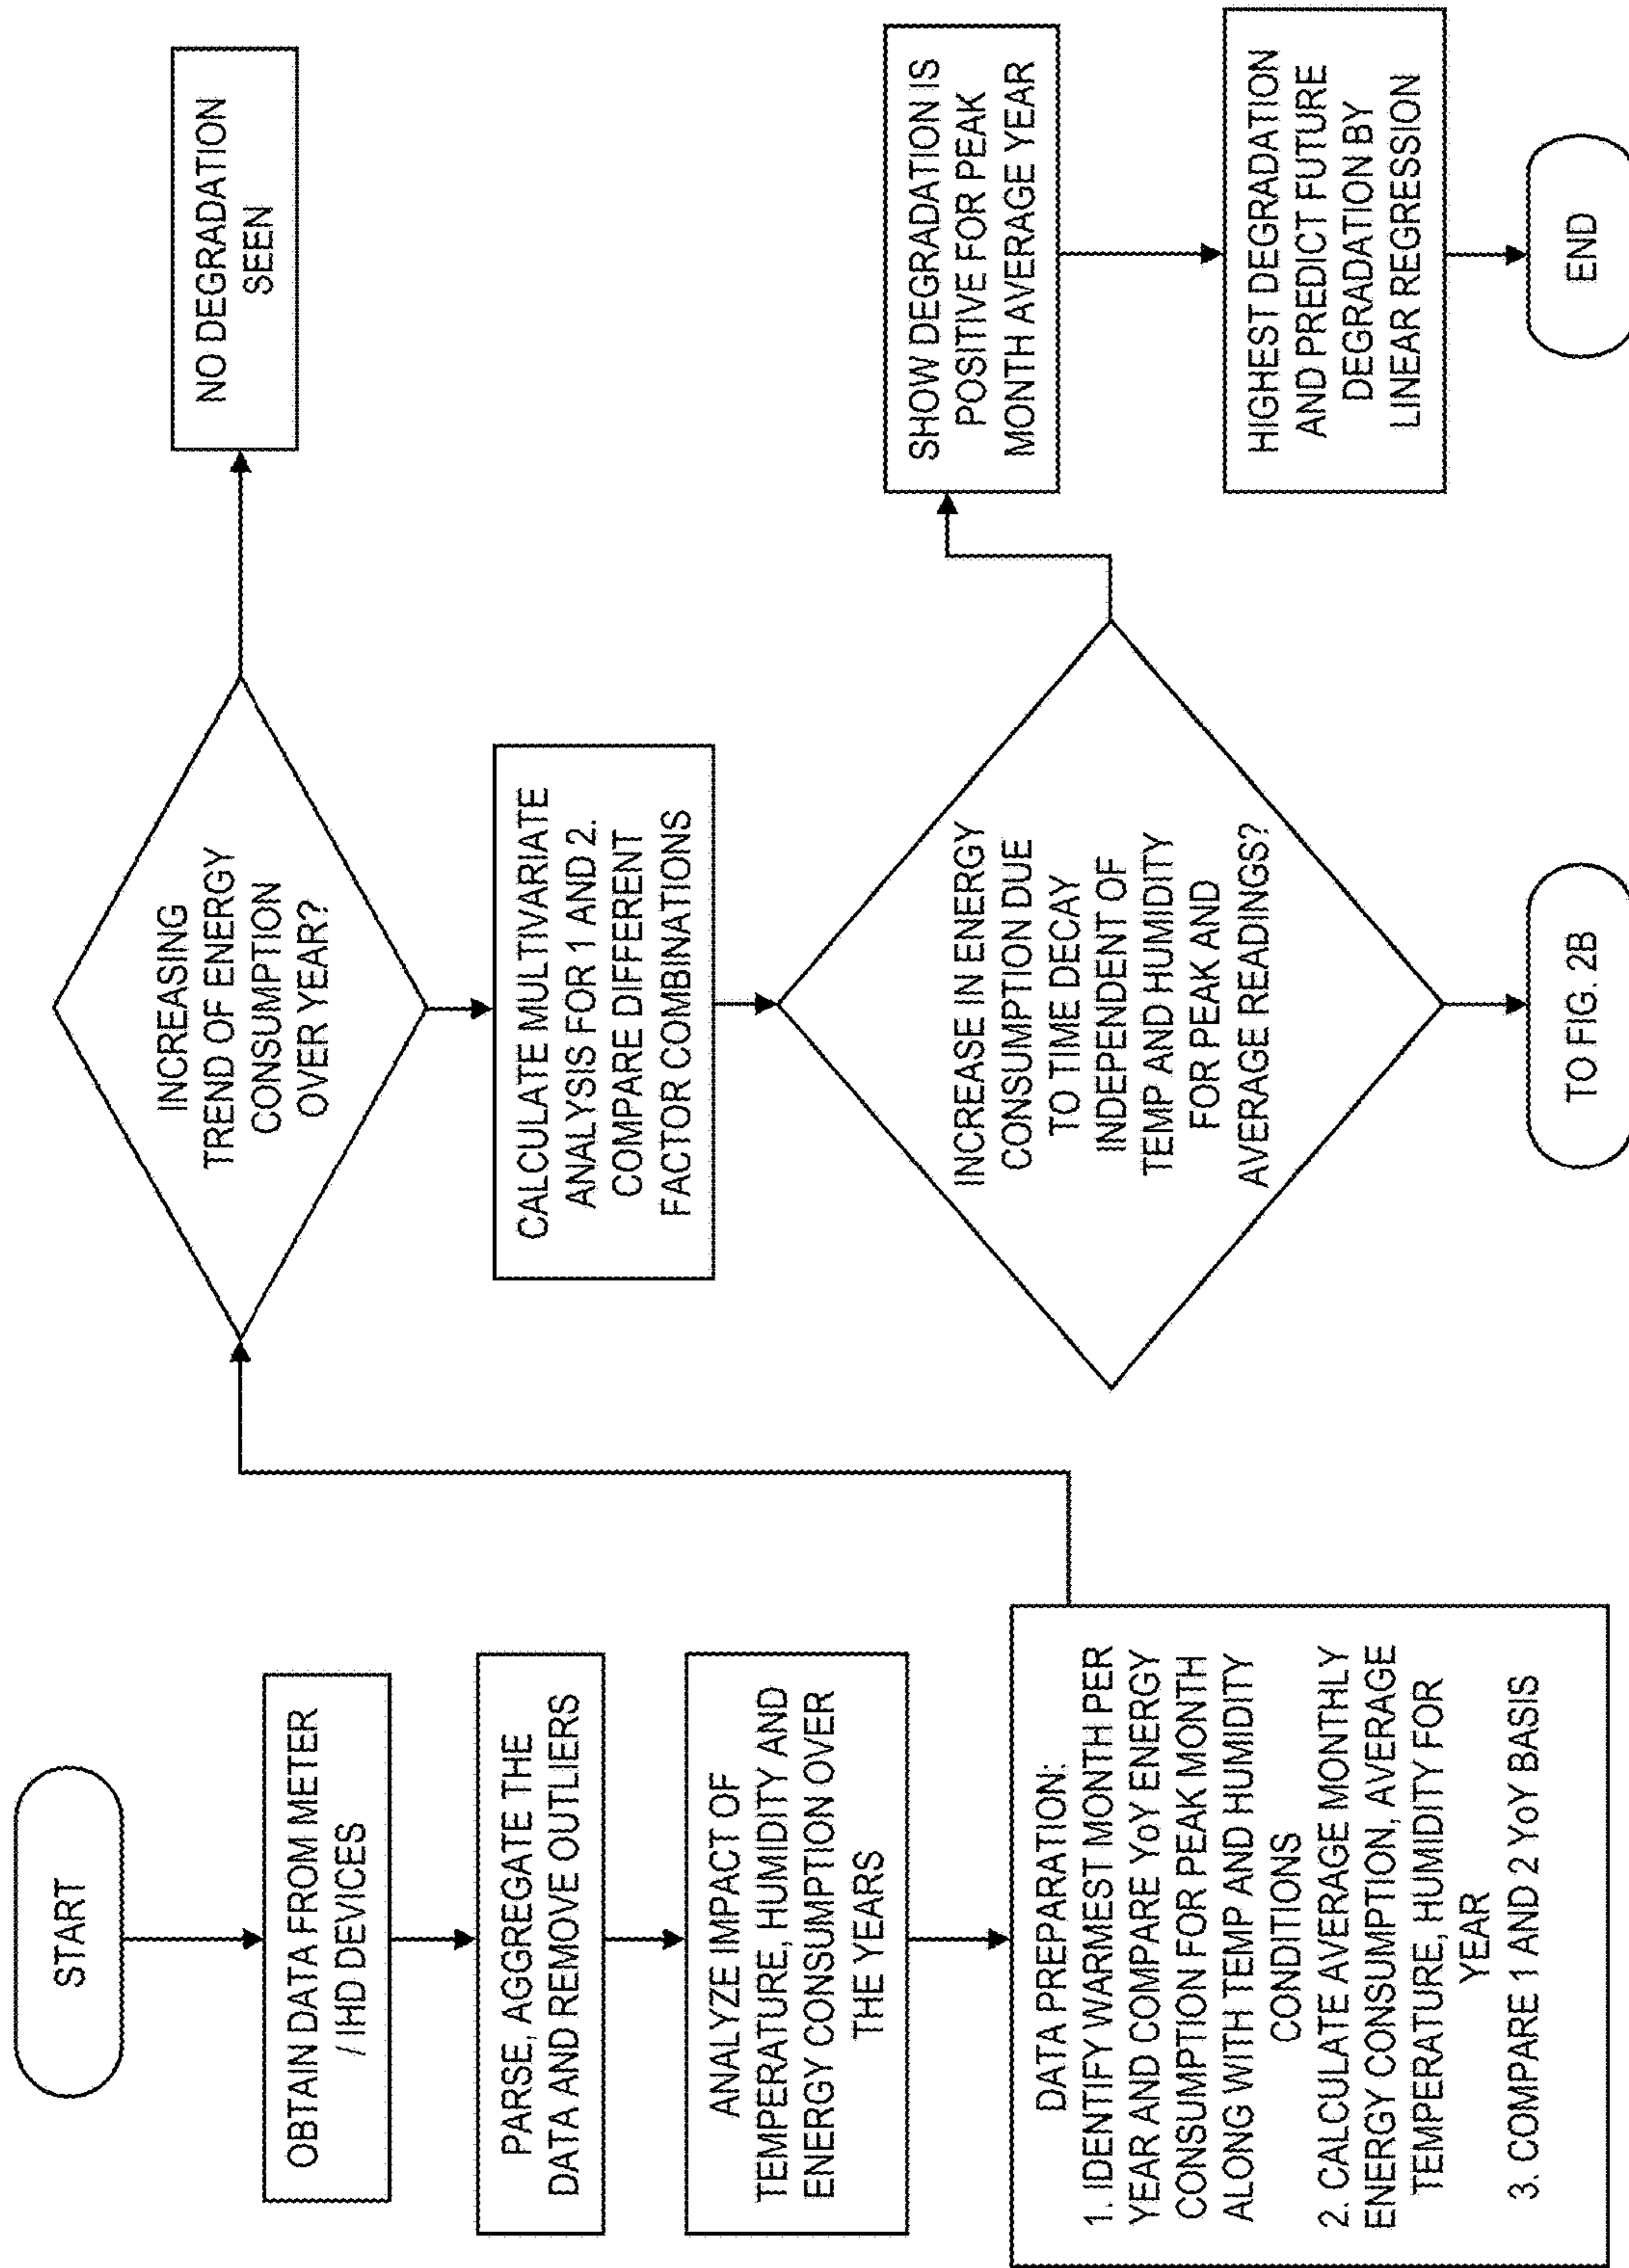 START
OBTAIN DATA FROM METER
/ IHD DEVICES
PARSE, AGGREGATE THE
DATA AND REMOVE OUTLIERS
ANALYZE IMPACT OF
TEMPERATURE, HUMIDITY AND
ENERGY CONSUMPTION OVER
THE YEARS
DATA PREPARATION:
1. IDENTIFY WARMEST MONTH PER
YEAR AND COMPARE YoY ENERGY
CONSUMPTION FOR PEAK MONTH
ALONG WITH TEMP AND HUMIDITY
CONDITIONS
2. CALCULATE AVERAGE MONTHLY
ENERGY CONSUMPTION, AVERAGE
TEMPERATURE, HUMIDITY FOR
YEAR
3. COMPARE 1 AND 2 YoY BASIS
INCREASING
TREND OF ENERGY
CONSUMPTION
OVER YEAR?
NO DEGRADATION
SEEN
CALCULATE MULTIVARIATE
ANALYSIS FOR 1 AND 2.
COMPARE DIFFERENT
FACTOR COMBINATIONS
INCREASE IN ENERGY
CONSUMPTION DUE
TO TIME DECAY
INDEPENDENT OF
TEMP AND HUMIDITY
FOR PEAK AND
AVERAGE READINGS?
TO FIG. 2B
SHOW DEGRADATION IS
POSITIVE FOR PEAK
MONTH AVERAGE YEAR
HIGHEST DEGRADATION
AND PREDICT FUTURE
DEGRADATION BY
LINEAR REGRESSION
END